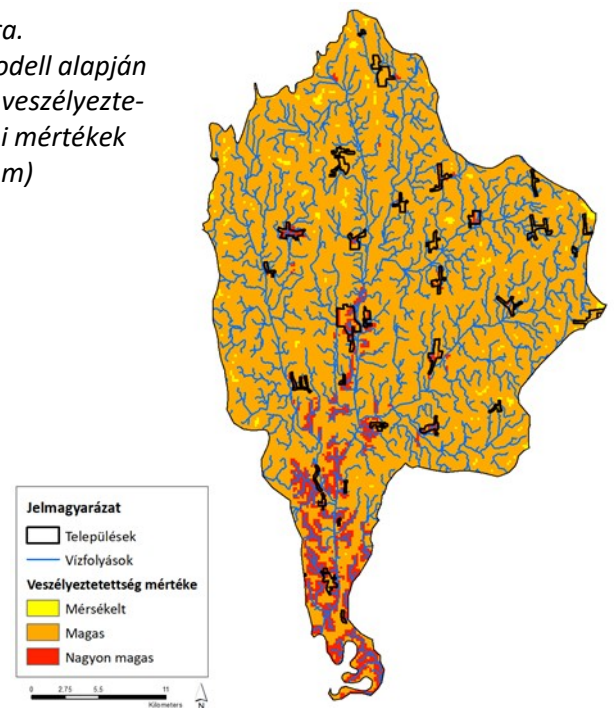 ra.
odell alapján
veszélyezte-
i mértékek
m)
Jelmagyarázat
Települések
Vízfolyások
Veszélyeztetettség mértéke
Mérsékelt
Magas
Nagyon magas
0 2.75 5.5 11
Kilometers
N